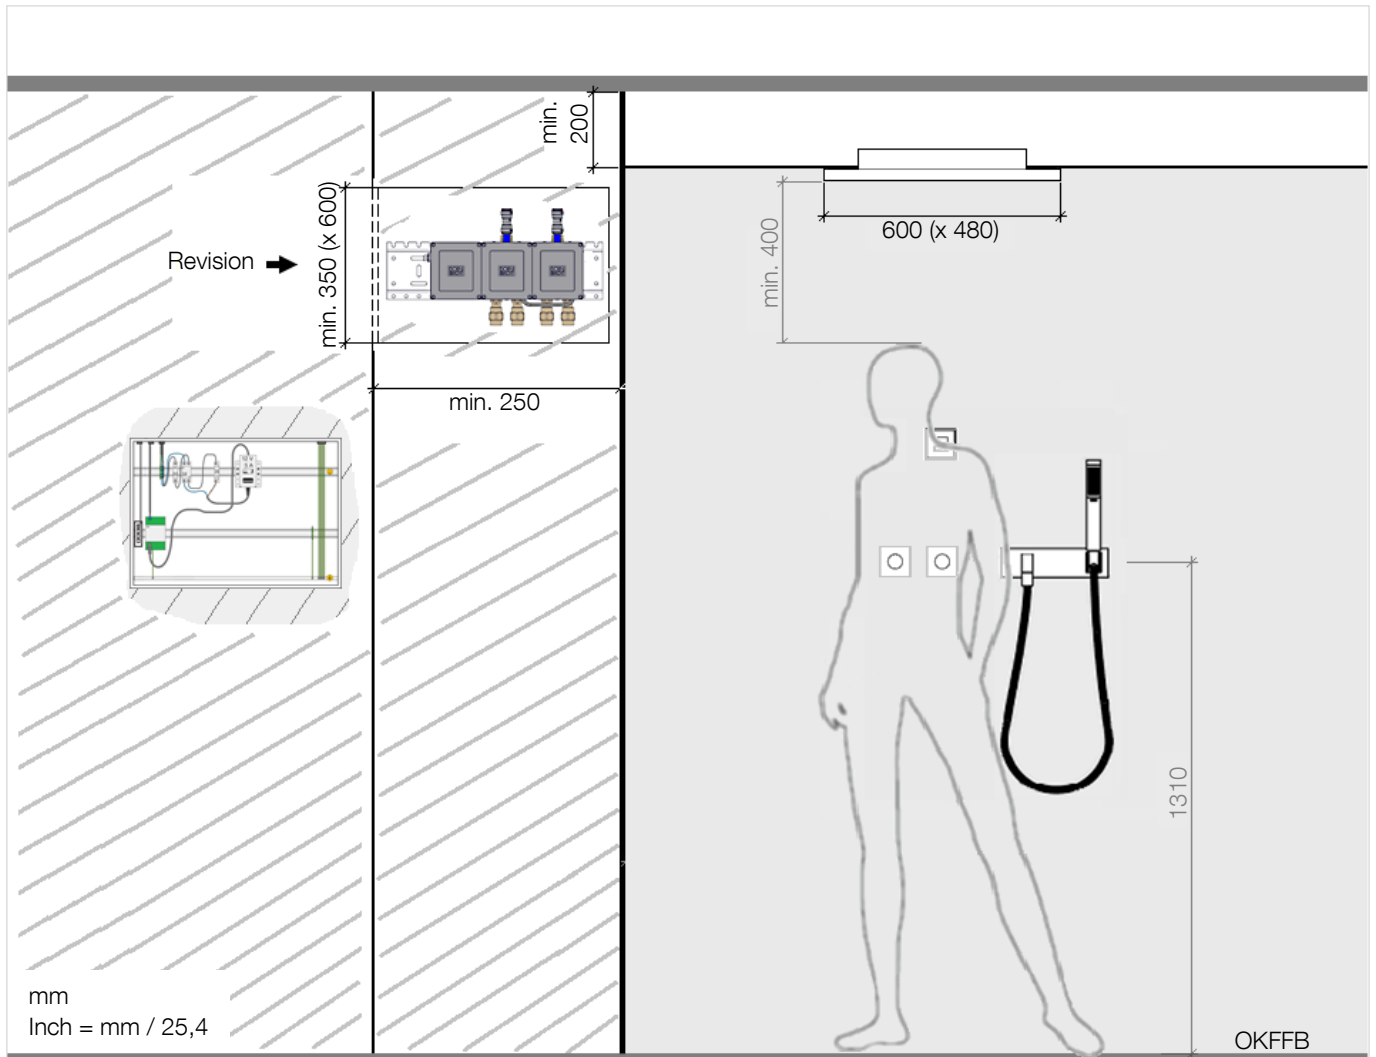 min.
200
min. 350 (x 600)
Revision
min. 400
600 (x 480)
min. 250
1310
mm
Inch = mm / 25,4
OKFFB